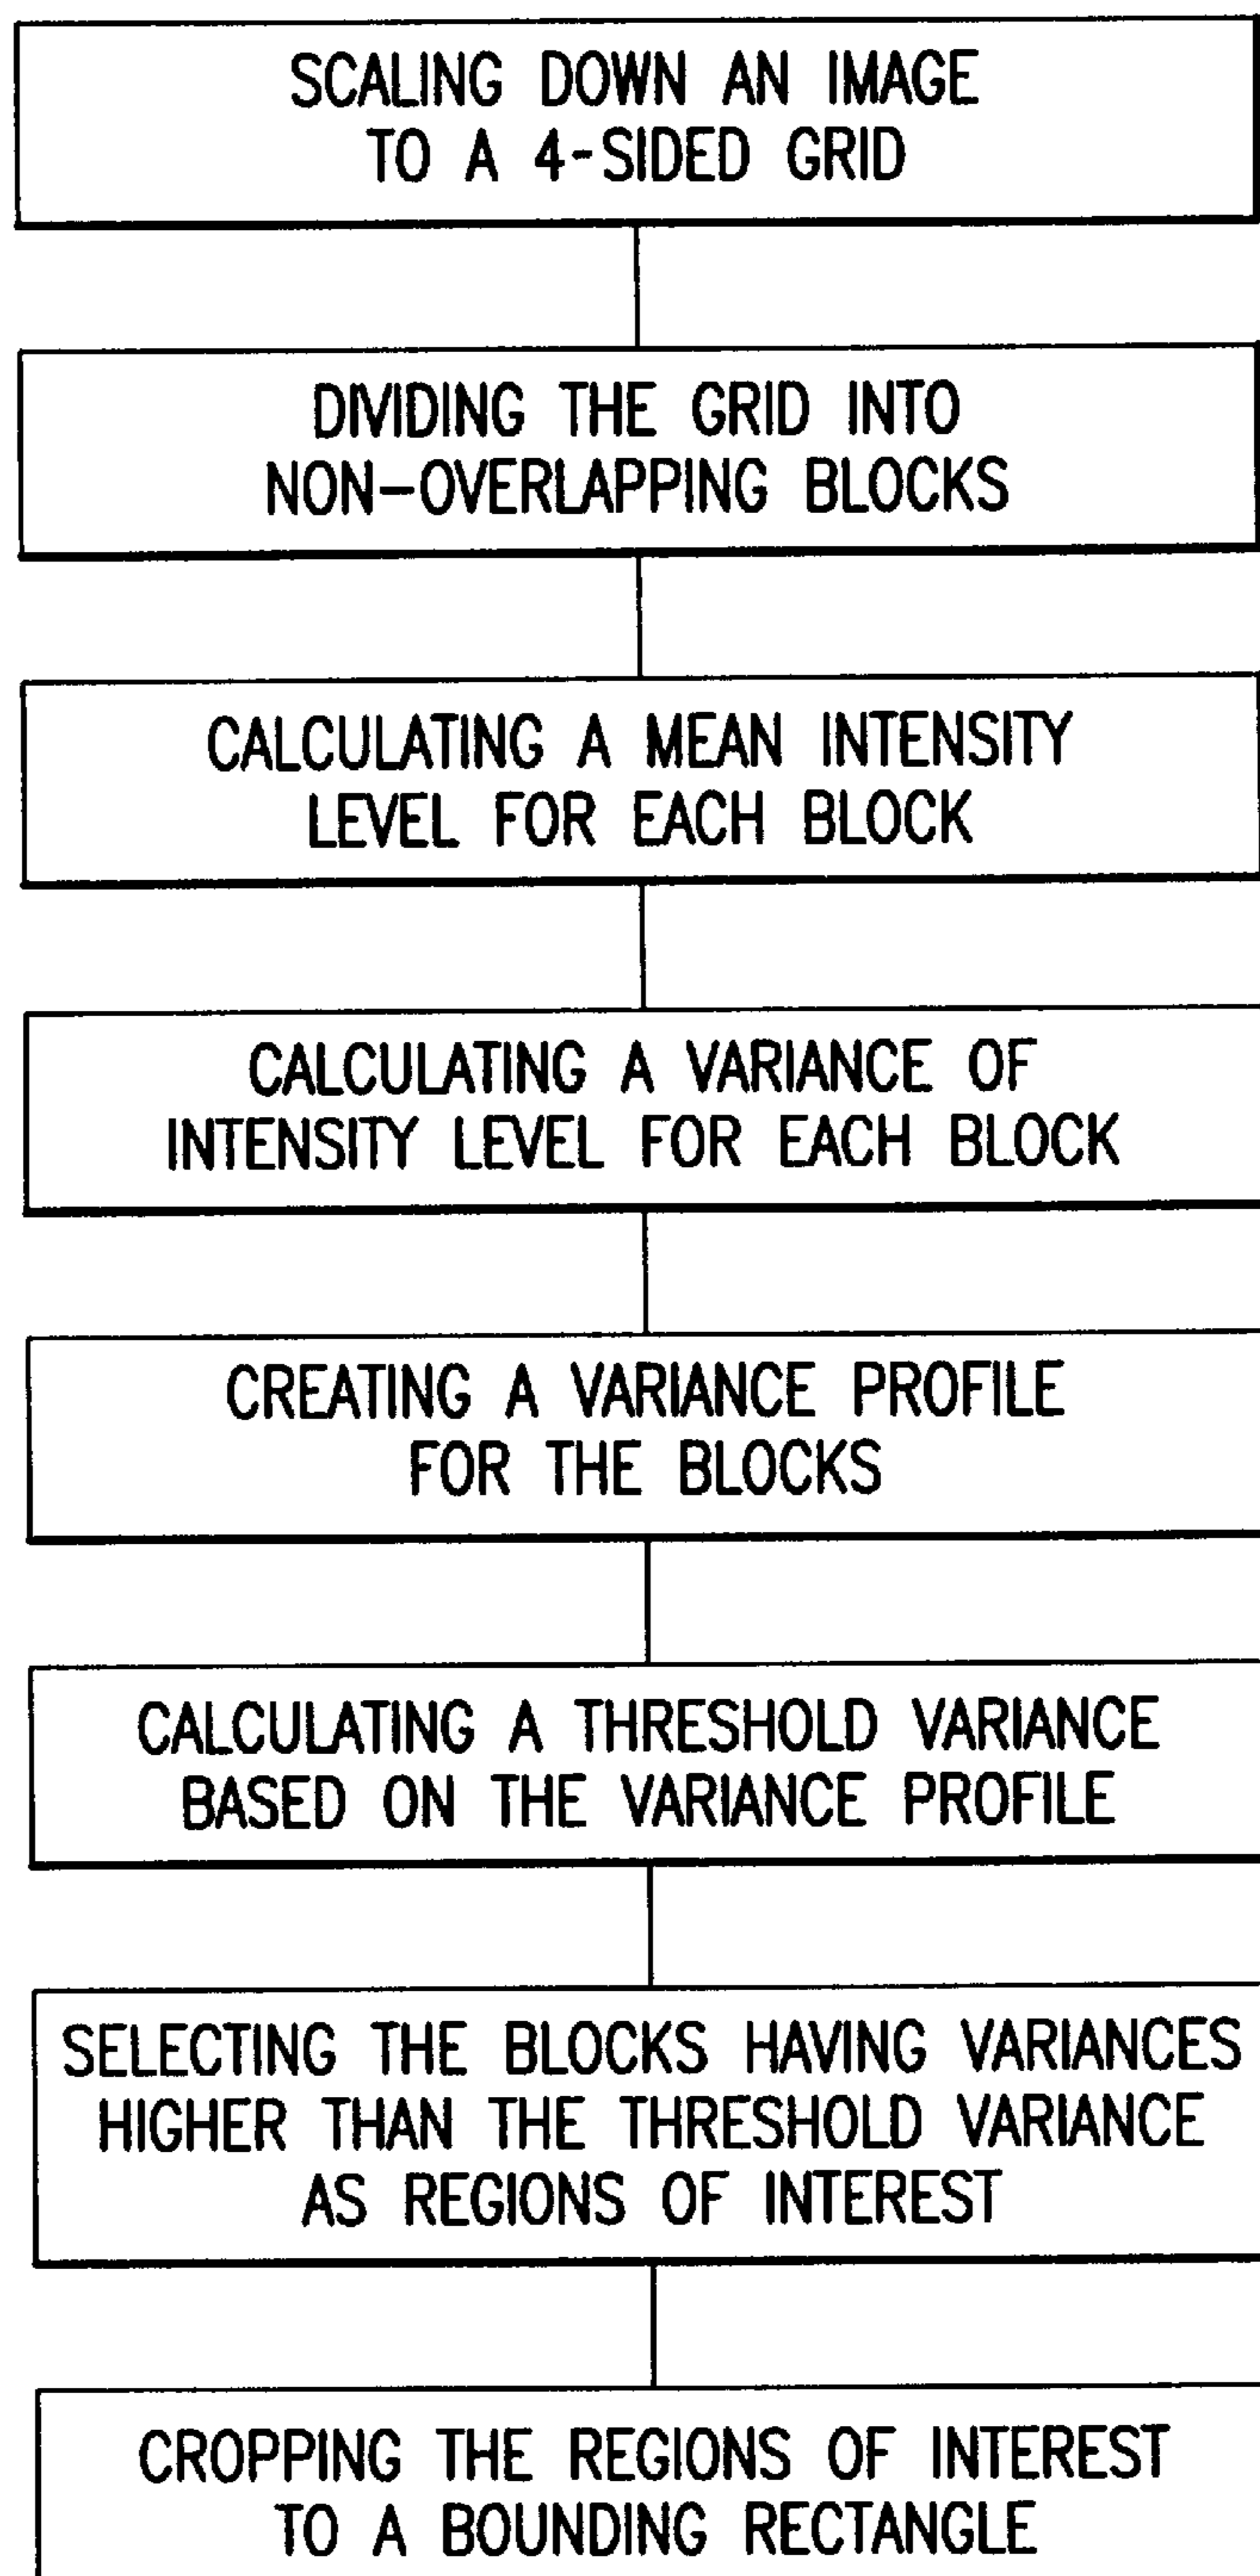 SCALING DOWN AN IMAGE
TO A 4-SIDED GRID
DIVIDING THE GRID INTO
NON-OVERLAPPING BLOCKS
CALCULATING A MEAN INTENSITY
LEVEL FOR EACH BLOCK
CALCULATING A VARIANCE OF
INTENSITY LEVEL FOR EACH BLOCK
CREATING A VARIANCE PROFILE
FOR THE BLOCKS
CALCULATING A THRESHOLD VARIANCE
BASED ON THE VARIANCE PROFILE
SELECTING THE BLOCKS HAVING VARIANCES
HIGHER THAN THE THRESHOLD VARIANCE
AS REGIONS OF INTEREST
CROPPING THE REGIONS OF INTEREST
TO A BOUNDING RECTANGLE